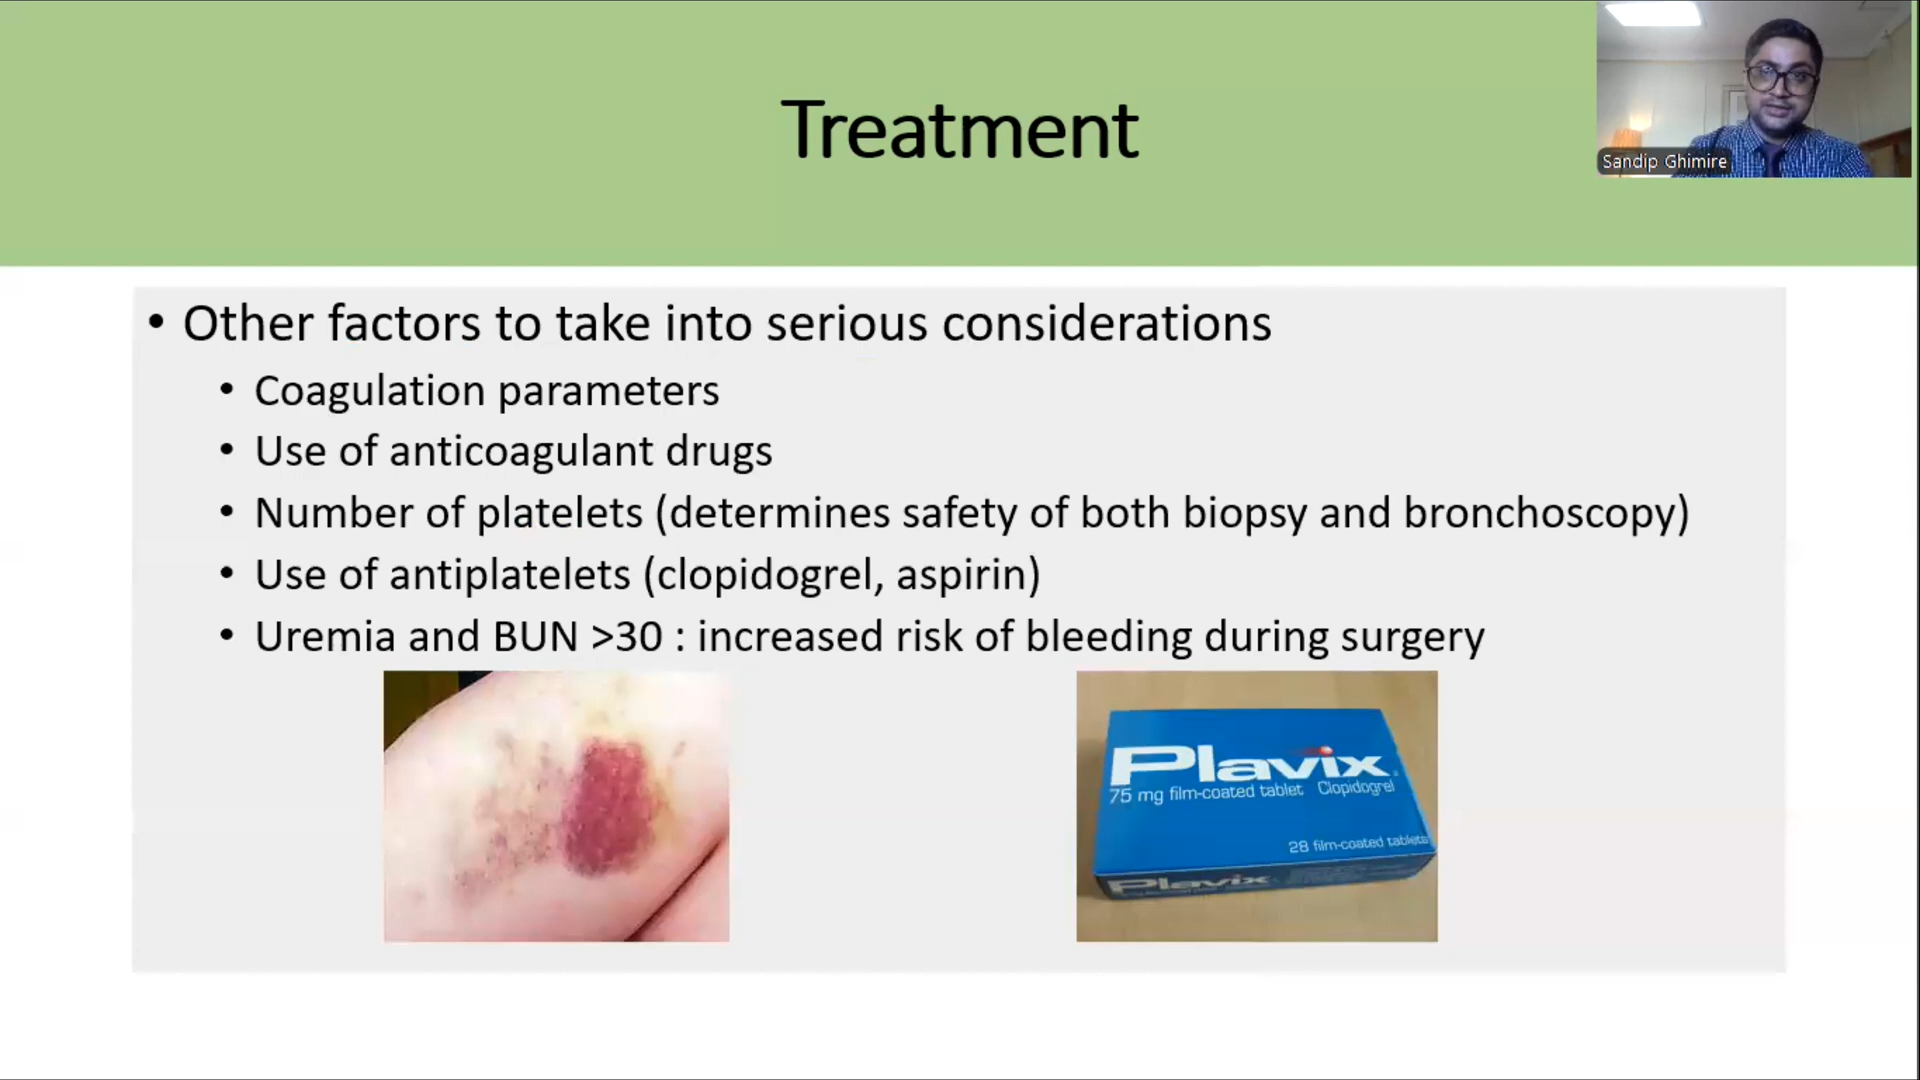 Treatment
Sandip Ghimire
• Other factors to take into serious considerations
• Coagulation parameters
• Use of anticoagulant drugs
• Number of platelets (determines safety of both biopsy and bronchoscopy)
• Use of antiplatelets (clopidogrel, aspirin)
• Uremia and BUN >30 : increased risk of bleeding during surgery
Plavix
75 mg film-coated tablet Clopidogrel
28 film-coated tablets
Plavix